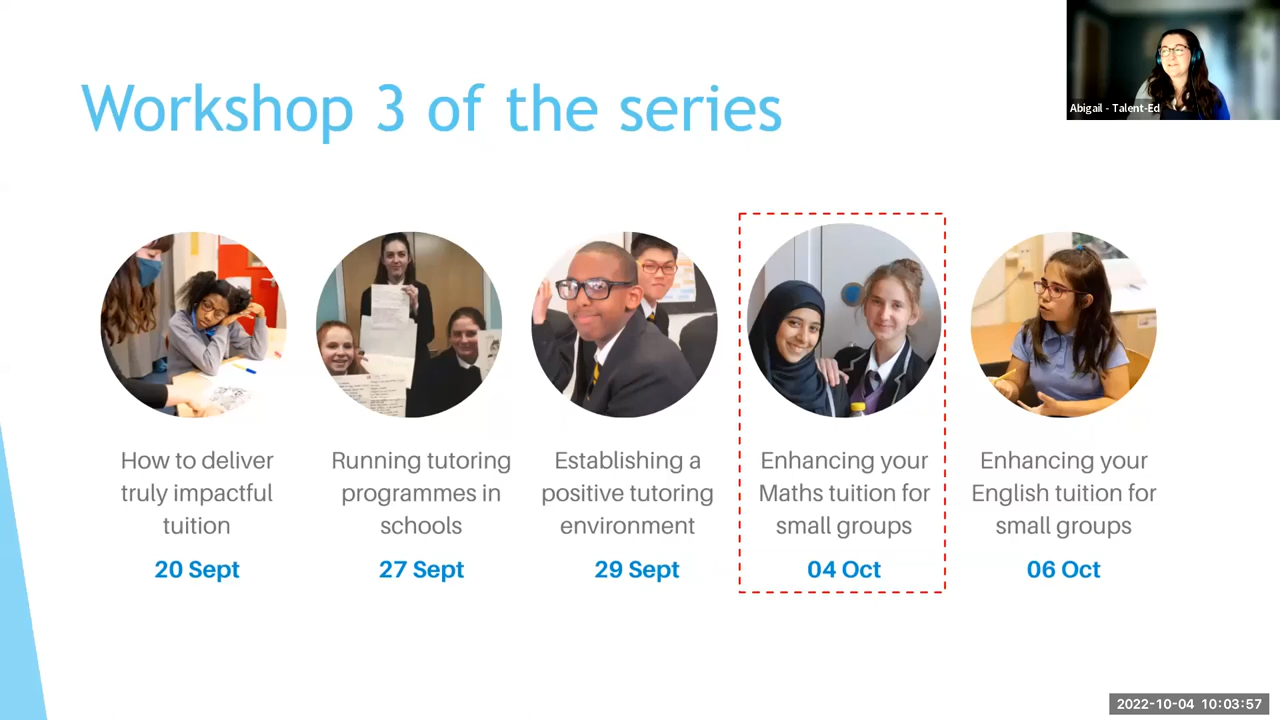 Workshop 3 of the series
Abigail - Talent-Ed
How to deliver
truly impactful
tuition
20 Sept
Running tutoring
programmes in
schools
27 Sept
Establishing a
positive tutoring
environment
29 Sept
Enhancing your
Maths tuition for
small groups
04 Oct
Enhancing your
English tuition for
small groups
06 Oct
2022-10-04 10:03:57